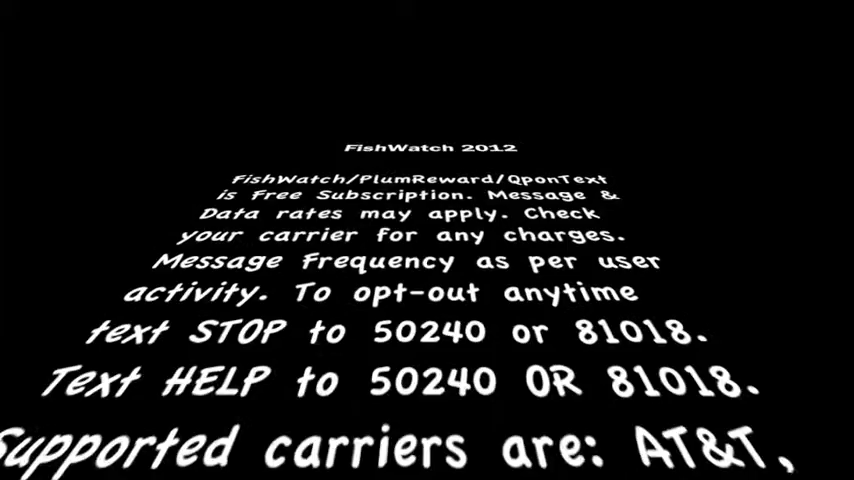 FishWatch 2012
FishWatch/PlumReward/QponText
is Free Subscription. Message &
Data rates may apply. Check
your carrier for any charges.
Message Frequency as per user
activity. To opt-out anytime
text STOP to 50240 or 81018.
Text HELP to 50240 OR 81018.
Supported carriers are: AT&T,